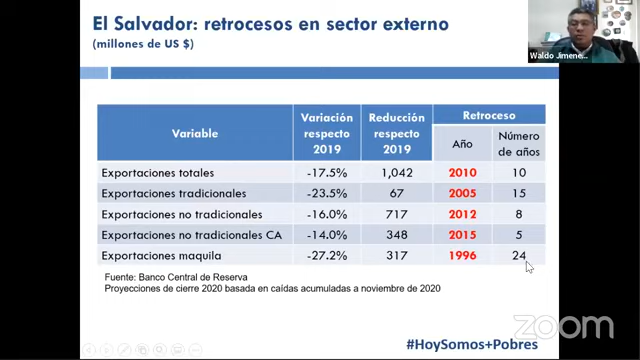 El Salvador: retrocesos en sector externo
(millones de US $)
Waldo Jimene...
Variable
Variación respecto 2019
Reducción respecto 2019
Retroceso
Año
Número de años
Exportaciones totales -17.5% 1,042 2010 10
Exportaciones tradicionales -23.5% 67 2005 15
Exportaciones no tradicionales -16.0% 717 2012 8
Exportaciones no tradicionales CA -14.0% 348 2015 5
Exportaciones maquila -27.2% 317 1996 24
Fuente: Banco Central de Reserva
Proyecciones de cierre 2020 basada en caídas acumuladas a noviembre de 2020
zoom
#HoySomos+Pobres